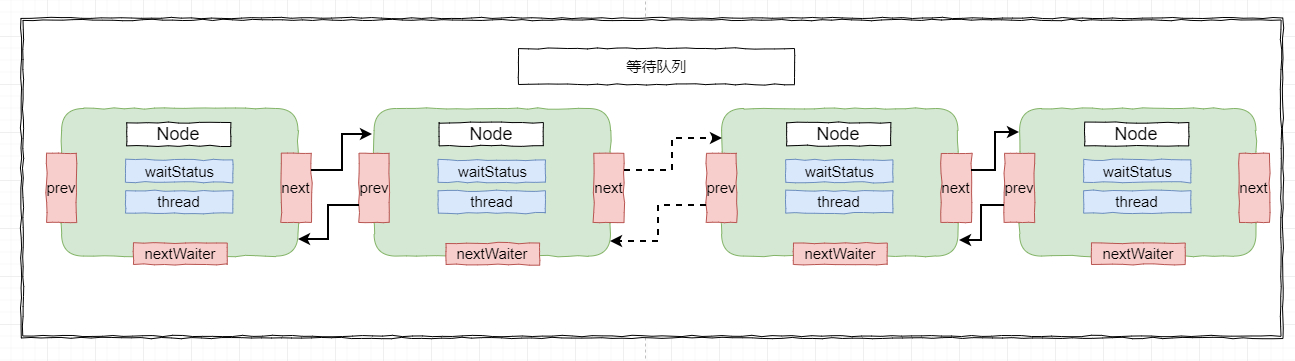 等待队列
Node
waitStatus
thread
prev
next
nextWaiter
Node
waitStatus
thread
prev
next
nextWaiter
Node
waitStatus
thread
prev
next
nextWaiter
Node
waitStatus
thread
prev
next
nextWaiter